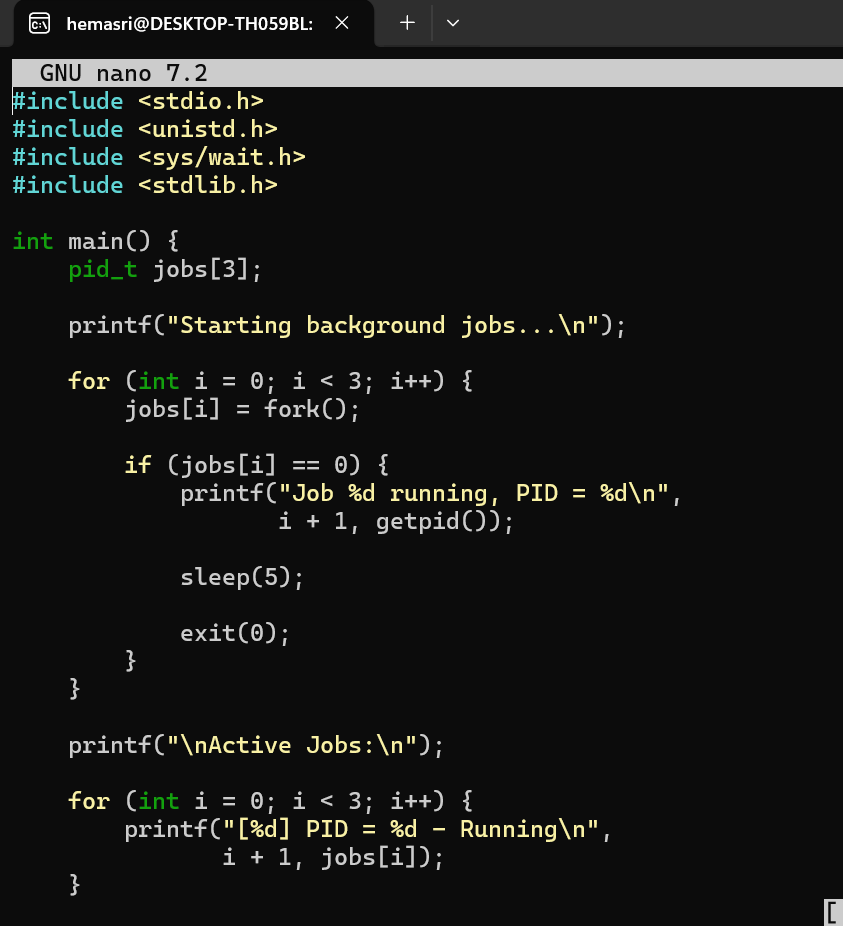 hemasri@DESKTOP-TH059BL:
GNU nano 7.2
#include <stdio.h>
#include <unistd.h>
#include <sys/wait.h>
#include <stdlib.h>

int main() {
    pid_t jobs[3];

    printf("Starting background jobs...\n");

    for (int i = 0; i < 3; i++) {
        jobs[i] = fork();

        if (jobs[i] == 0) {
            printf("Job %d running, PID = %d\n",
                   i + 1, getpid());

            sleep(5);

            exit(0);
        }
    }

    printf("\nActive Jobs:\n");

    for (int i = 0; i < 3; i++) {
        printf("[%d] PID = %d - Running\n",
               i + 1, jobs[i]);
    }
[